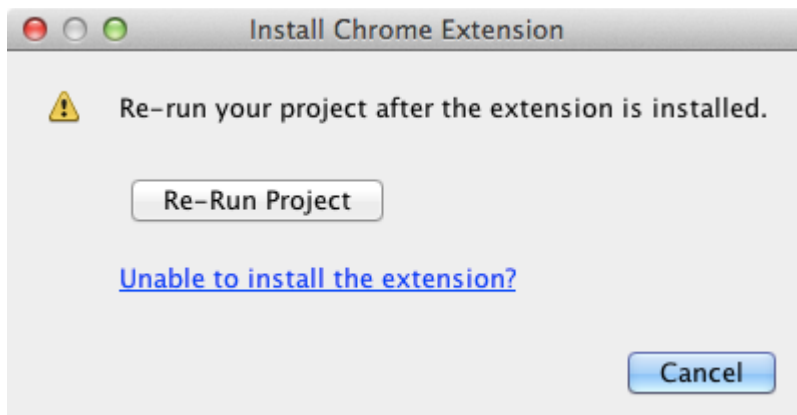 Install Chrome Extension
Re-run your project after the extension is installed.
Re-Run Project
Unable to install the extension?
Cancel